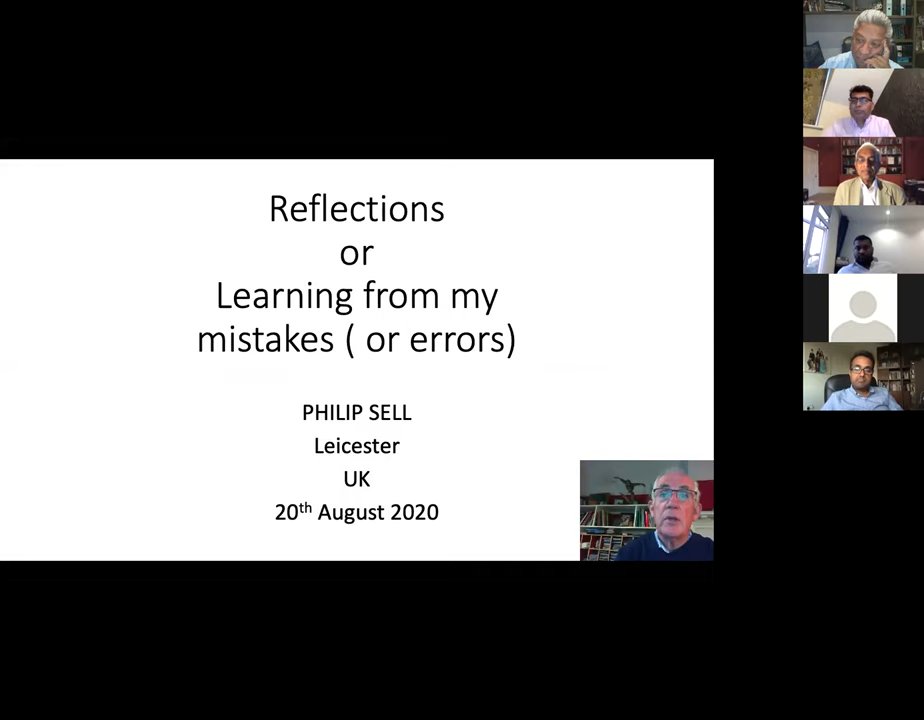 Reflections
or
Learning from my
mistakes ( or errors)
PHILIP SELL
Leicester
UK
20th August 2020